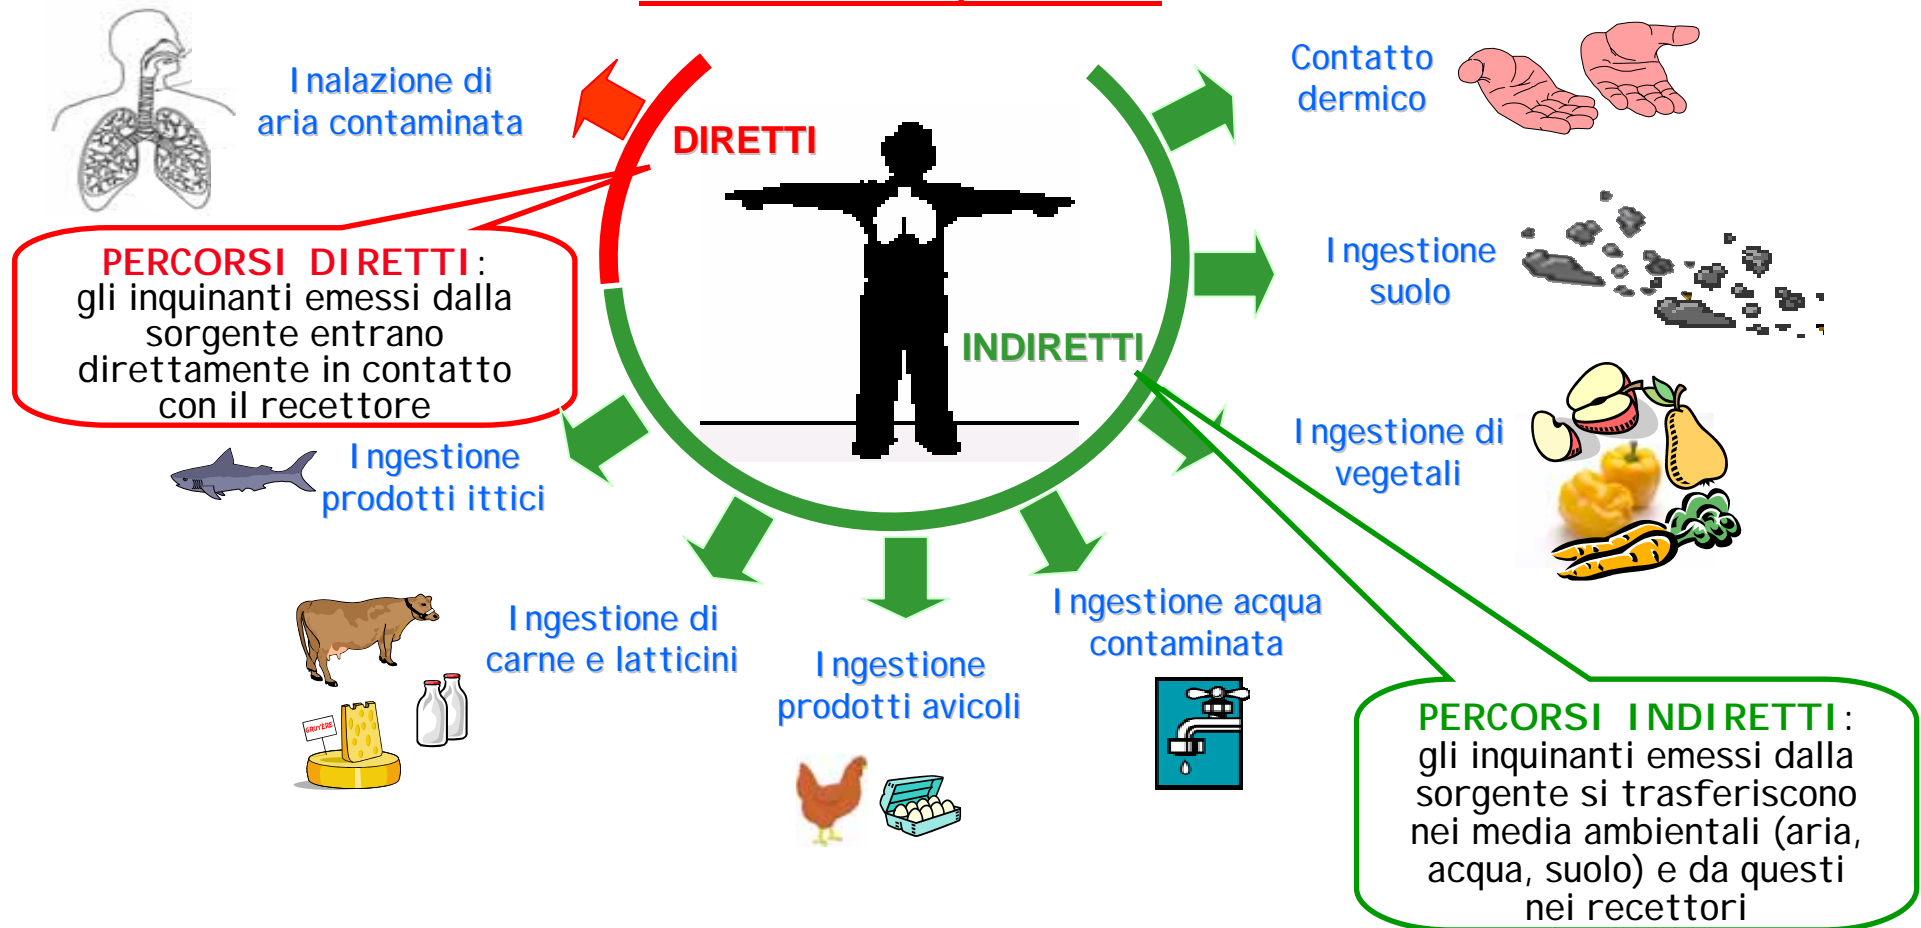 Inalazione di
aria contaminata
DIRETTI
Contatto
dermico
PERCORSI DIRETTI:
gli inquinanti emessi dalla
sorgente entrano
direttamente in contatto
con il recettore
Ingestione
suolo
INDIRETTI
Ingestione di
vegetali
Ingestione
prodotti ittici
Ingestione di
carne e latticini
GRUYÈRE
Ingestione
prodotti avicoli
Ingestione acqua
contaminata
PERCORSI INDIRETTI:
gli inquinanti emessi dalla
sorgente si trasferiscono
nei media ambientali (aria,
acqua, suolo) e da questi
nei recettori